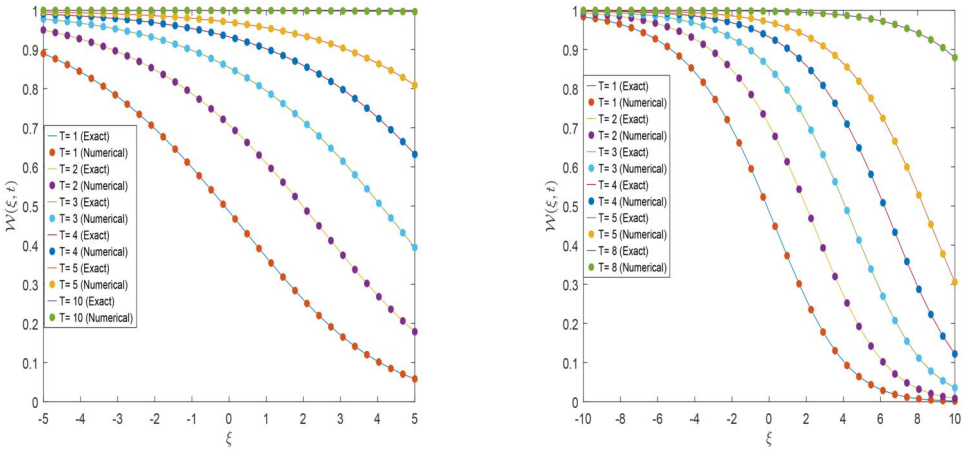 1
0.9
0.8
0.7
0.6
0.5
0.4
0.3
0.2
0.1
0
W(ξ, t)
T= 1 (Exact)
T= 1 (Numerical)
T= 2 (Exact)
T= 2 (Numerical)
T= 3 (Exact)
T= 3 (Numerical)
T= 4 (Exact)
T= 4 (Numerical)
T= 5 (Exact)
T= 5 (Numerical)
T= 10 (Exact)
T= 10 (Numerical)
-5 -4 -3 -2 -1 0 1 2 3 4 5
ξ
1
0.9
0.8
0.7
0.6
0.5
0.4
0.3
0.2
0.1
0
W(ξ, t)
T= 1 (Exact)
T= 1 (Numerical)
T= 2 (Exact)
T= 2 (Numerical)
T= 3 (Exact)
T= 3 (Numerical)
T= 4 (Exact)
T= 4 (Numerical)
T= 5 (Exact)
T= 5 (Numerical)
T= 8 (Exact)
T= 8 (Numerical)
-10 -8 -6 -4 -2 0 2 4 6 8 10
ξ